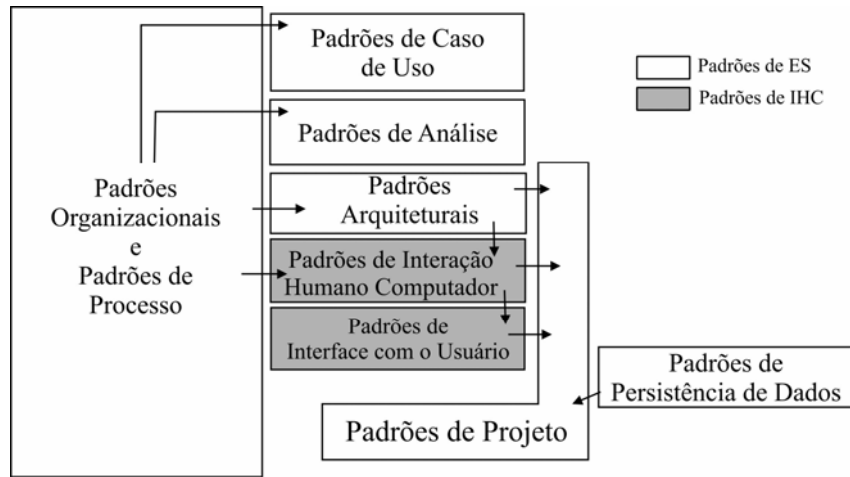 Padrões de Caso
de Uso
Padrões de ES
Padrões de IHC
Padrões de Análise
Padrões
Organizacionais
e
Padrões de
Processo
Padrões
Arquiteturais
Padrões de Interação
Humano Computador
Padrões de
Interface com o Usuário
Padrões de
Persistência de Dados
Padrões de Projeto